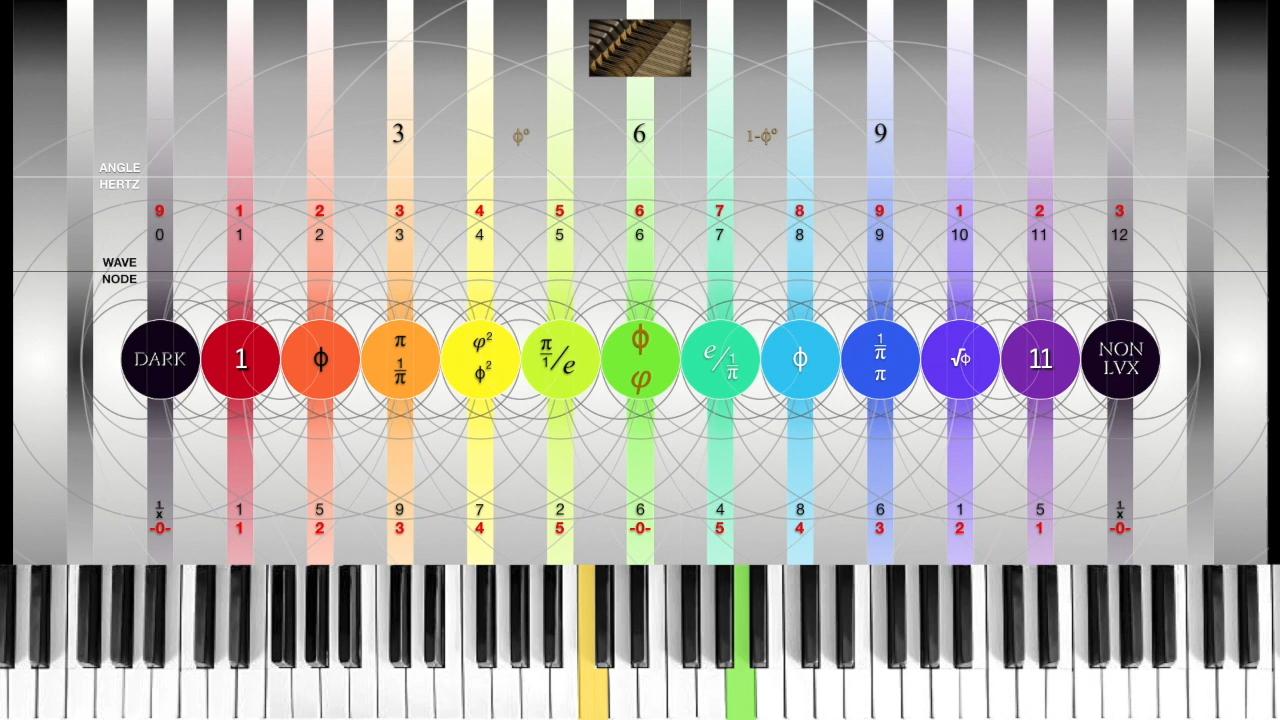 3 ϕ° 6 1-ϕ° 9
ANGLE
HERTZ
9 1 2 3 4 5 6 7 8 9 1 2 3
0 1 2 3 4 5 6 7 8 9 10 11 12
WAVE
NODE
DARK
1
ϕ
π
1/π
φ²
ϕ²
π/1/e
ϕ
φ
e/1/π
ϕ
1/π
π
√ϕ
11
NON
LVX
1/x 1 5 9 7 2 6 4 8 6 1 5 1/x
-0- 1 2 3 4 5 -0- 5 4 3 2 1 -0-